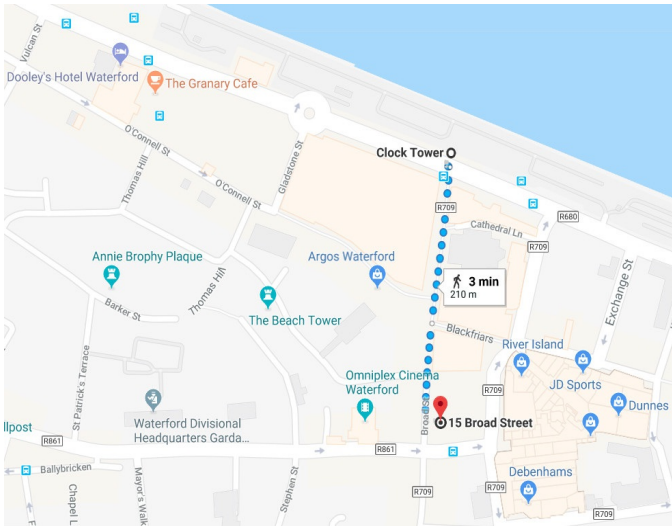 Vulcan St
Dooley's Hotel Waterford
The Granary Cafe
O'Connell St
Gladstone St
Clock Tower
Thomas Hill
O'Connell St
R709
Cathedral Ln
R680
R709
Exchange St
Annie Brophy Plaque
Argos Waterford
3 min
210 m
Thomas Hill
Barker St
The Beach Tower
Blackfriars
River Island
JD Sports
St Patrick's Terrace
Omniplex Cinema
Waterford
R709
Dunnes
Waterford Divisional
Headquarters Garda...
15 Broad Street
llpost
R861
R861
Ballybricken
Stephen St
Debenhams
Chapel L
Mayor's Walk
R709
R709
R709